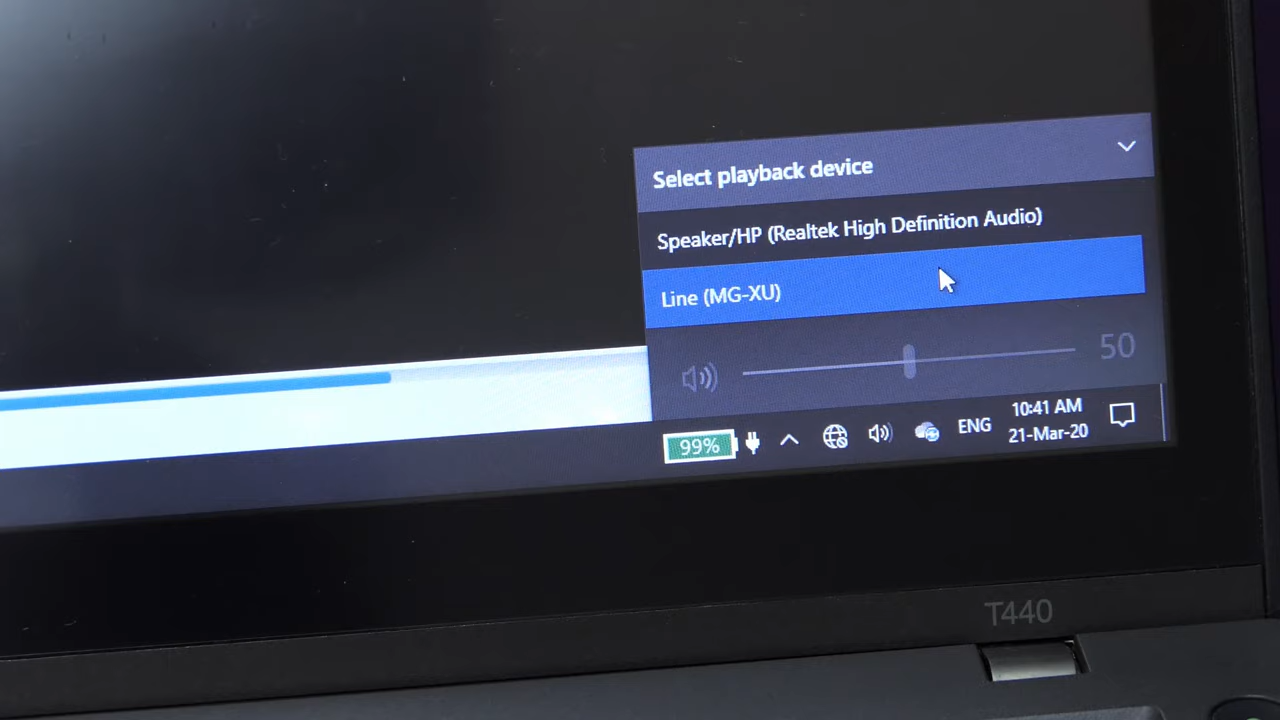 Select playback device
Speaker/HP (Realtek High Definition Audio)
Line (MG-XU)
50
99%
ENG
10:41 AM
21-Mar-20
T440